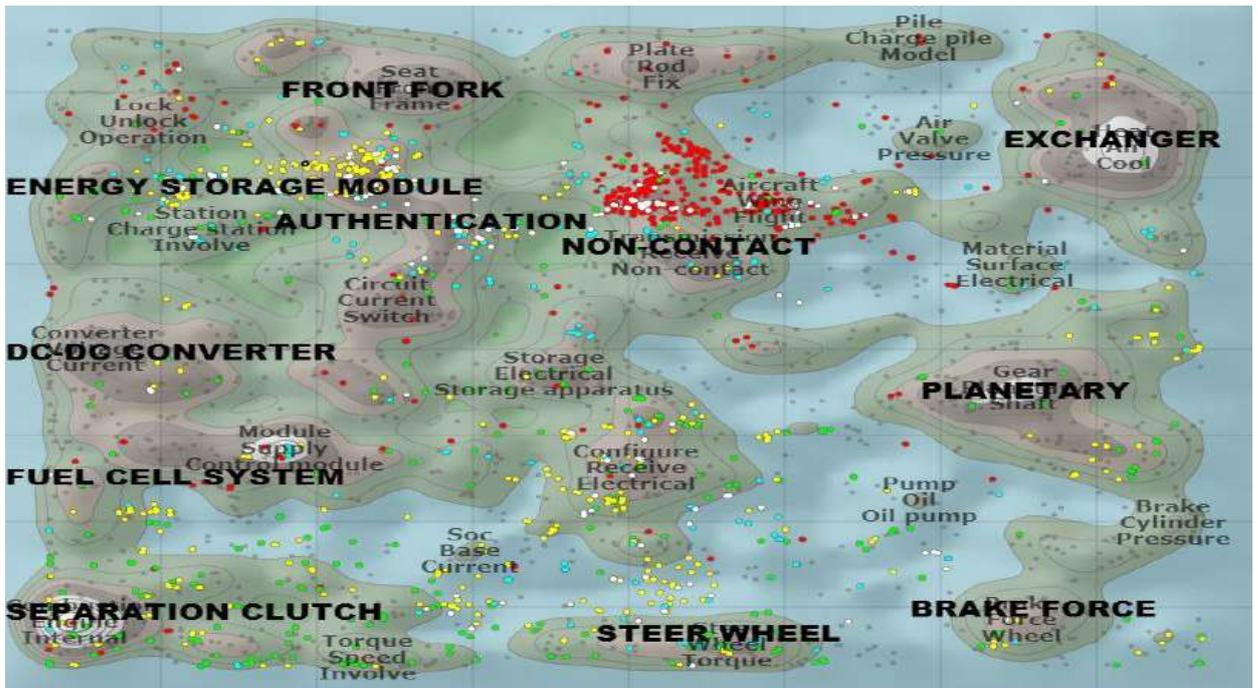 Pile
Charge pile
Model
Plate
Rod
Fix
Seat
FRONT FORK
Frame
Lock
Unlock
Operation
Air
Valve
Pressure
EXCHANGER
Air
Cool
ENERGY STORAGE MODULE
Aircraft
Wing
Flight
Station
AUTHENTICATION
Charge station
Involve
NON-CONTACT
Non contact
Material
Surface
Electrical
Circuit
Current
Switch
Converter
DC-DC CONVERTER
Current
Storage
Electrical
Storage apparatus
Gear
PLANETARY
Shaft
Module
Supply
Control module
FUEL CELL SYSTEM
Configure
Receive
Electrical
Pump
Oil
Oil pump
Brake
Cylinder
Pressure
Soc
Base
Current
SEPARATION CLUTCH
Engine
Internal
BRAKE FORCE
Force
Wheel
STEER WHEEL
Wheel
Torque
Torque
Speed
Involve